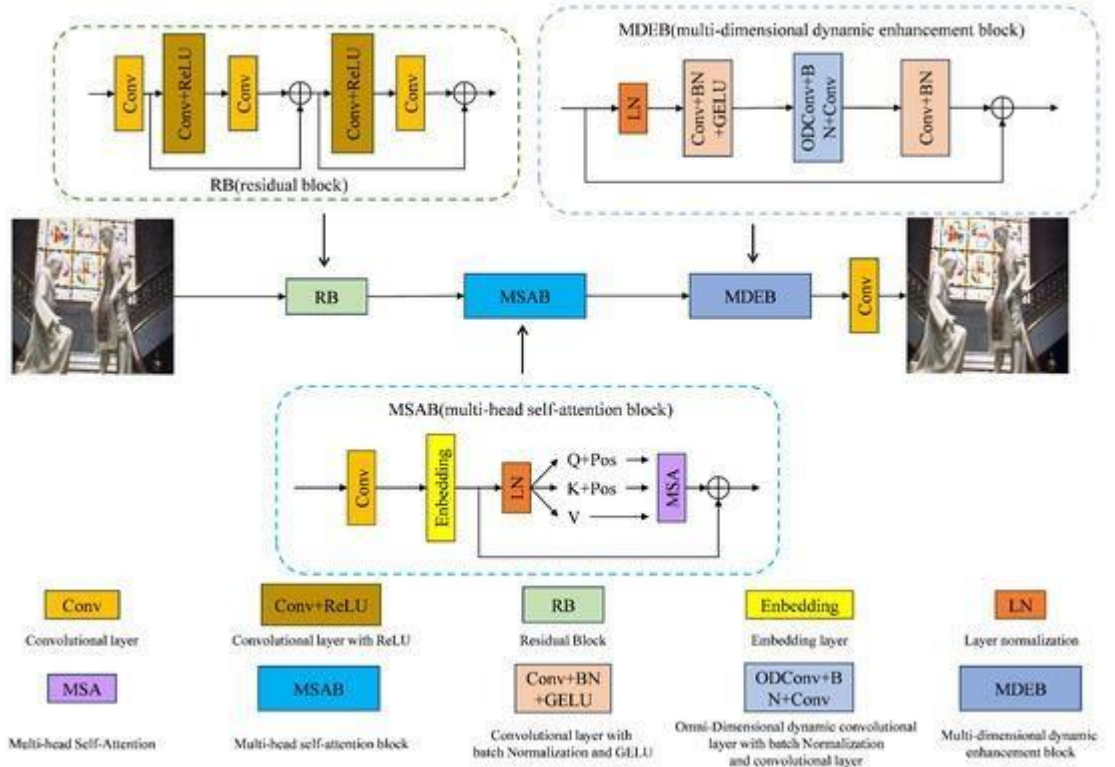 MDEB(multi-dimensional dynamic enhancement block)
Conv
Conv+ReLU
Conv
Conv+ReLU
Conv
RB(residual block)
LN
Conv+BN
+GELU
ODConv+B
N+Conv
Conv+BN
RB
MSAB
MDEB
Conv
MSAB(multi-head self-attention block)
Conv
Enbedding
LN
Q+Pos
K+Pos
V
MSA
Conv
Conv+ReLU
RB
Enbedding
LN
Convolutional layer
Convolutional layer with ReLU
Residual Block
Embedding layer
Layer normalization
MSA
MSAB
Conv+BN
+GELU
ODConv+B
N+Conv
MDEB
Multi-head Self-Attention
Multi-head self-attention block
Convolutional layer with
batch Normalization and GELU
Omni-Dimensional dynamic convolutional
layer with batch Normalization
and convolutional layer
Multi-dimensional dynamic
enhancement block